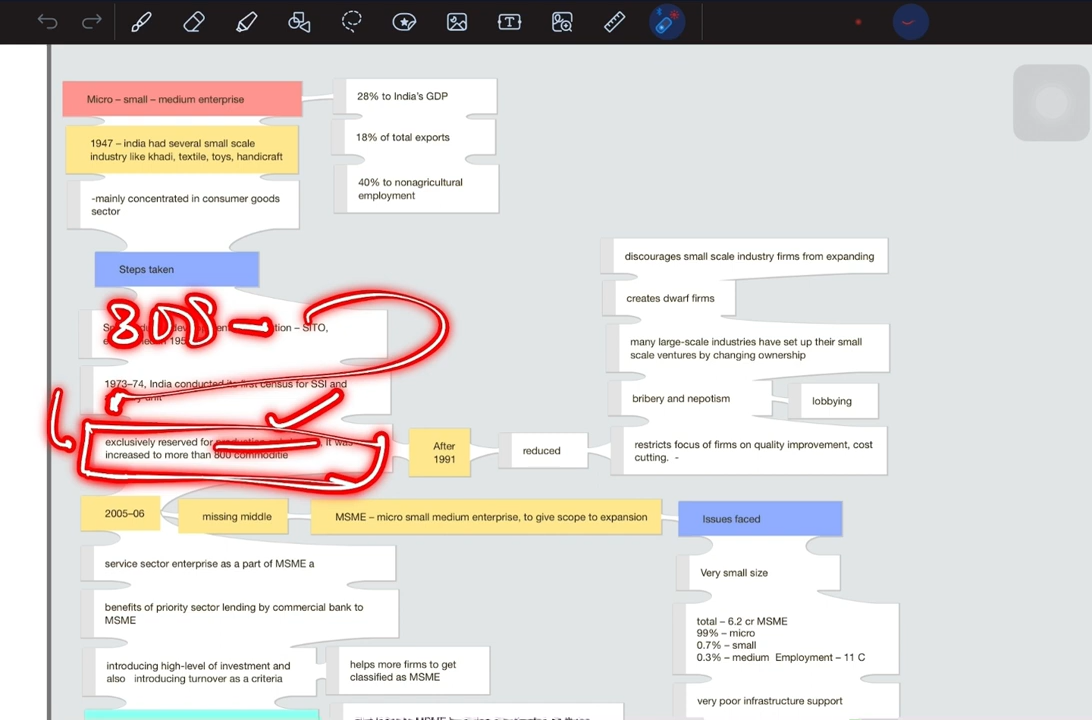 Micro – small – medium enterprise
28% to India's GDP
1947 – india had several small scale
industry like khadi, textile, toys, handicraft
18% of total exports
40% to nonagricultural
employment
-mainly concentrated in consumer goods
sector
Steps taken
– SITO,
1973–74, India conducted its first census for SSI and
exclusively reserved for
It was
increased to more than 800 commoditie
After
1991
reduced
discourages small scale industry firms from expanding
creates dwarf firms
many large-scale industries have set up their small
scale ventures by changing ownership
bribery and nepotism
lobbying
restricts focus of firms on quality improvement, cost
cutting. -
2005–06
missing middle
MSME – micro small medium enterprise, to give scope to expansion
Issues faced
service sector enterprise as a part of MSME a
benefits of priority sector lending by commercial bank to
MSME
introducing high-level of investment and
also introducing turnover as a criteria
helps more firms to get
classified as MSME
Very small size
total – 6.2 cr MSME
99% – micro
0.7% – small
0.3% – medium Employment – 11 C
very poor infrastructure support